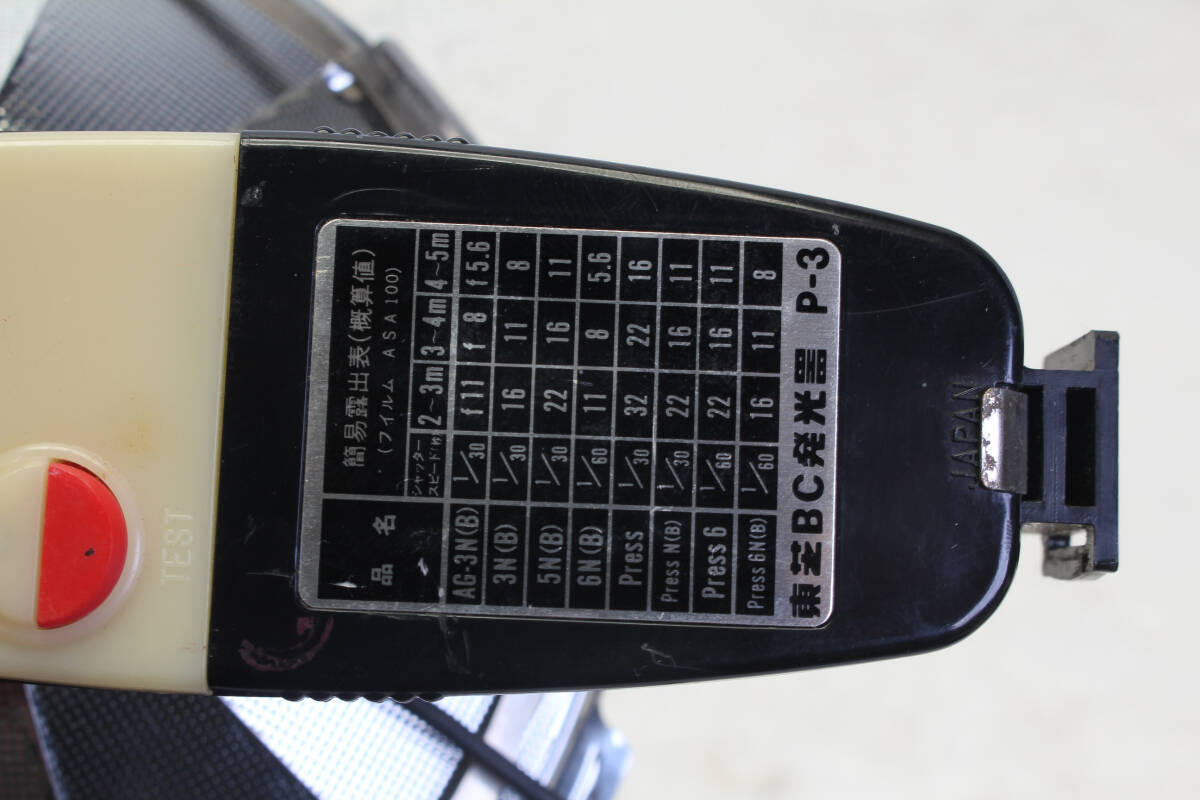 簡易露出表(概算値)
(フィルム ASA100)
品 名 シャッタースピード(秒) 2~3m 3~4m 4~5m
AG-3N(B) 1/30 f11 f8 f5.6
3N(B) 1/30 16 11 8
5N(B) 1/30 22 16 11
6N(B) 1/60 11 8 5.6
Press 1/30 32 22 16
Press N(B) 1/30 22 16 11
Press 6 1/60 22 16 11
Press 6N(B) 1/60 16 11 8
東芝BC発光器 P-3
JAPAN
TEST